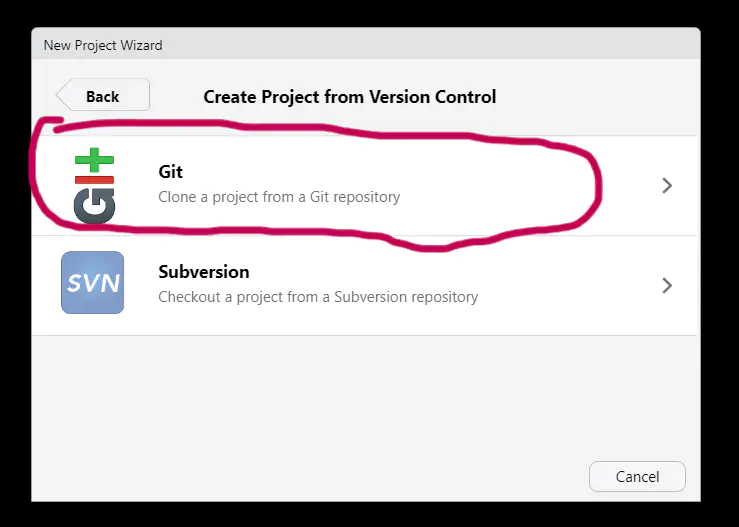 New Project Wizard
Back
Create Project from Version Control
GIT
Git
Clone a project from a Git repository
SVN
Subversion
Checkout a project from a Subversion repository
Cancel